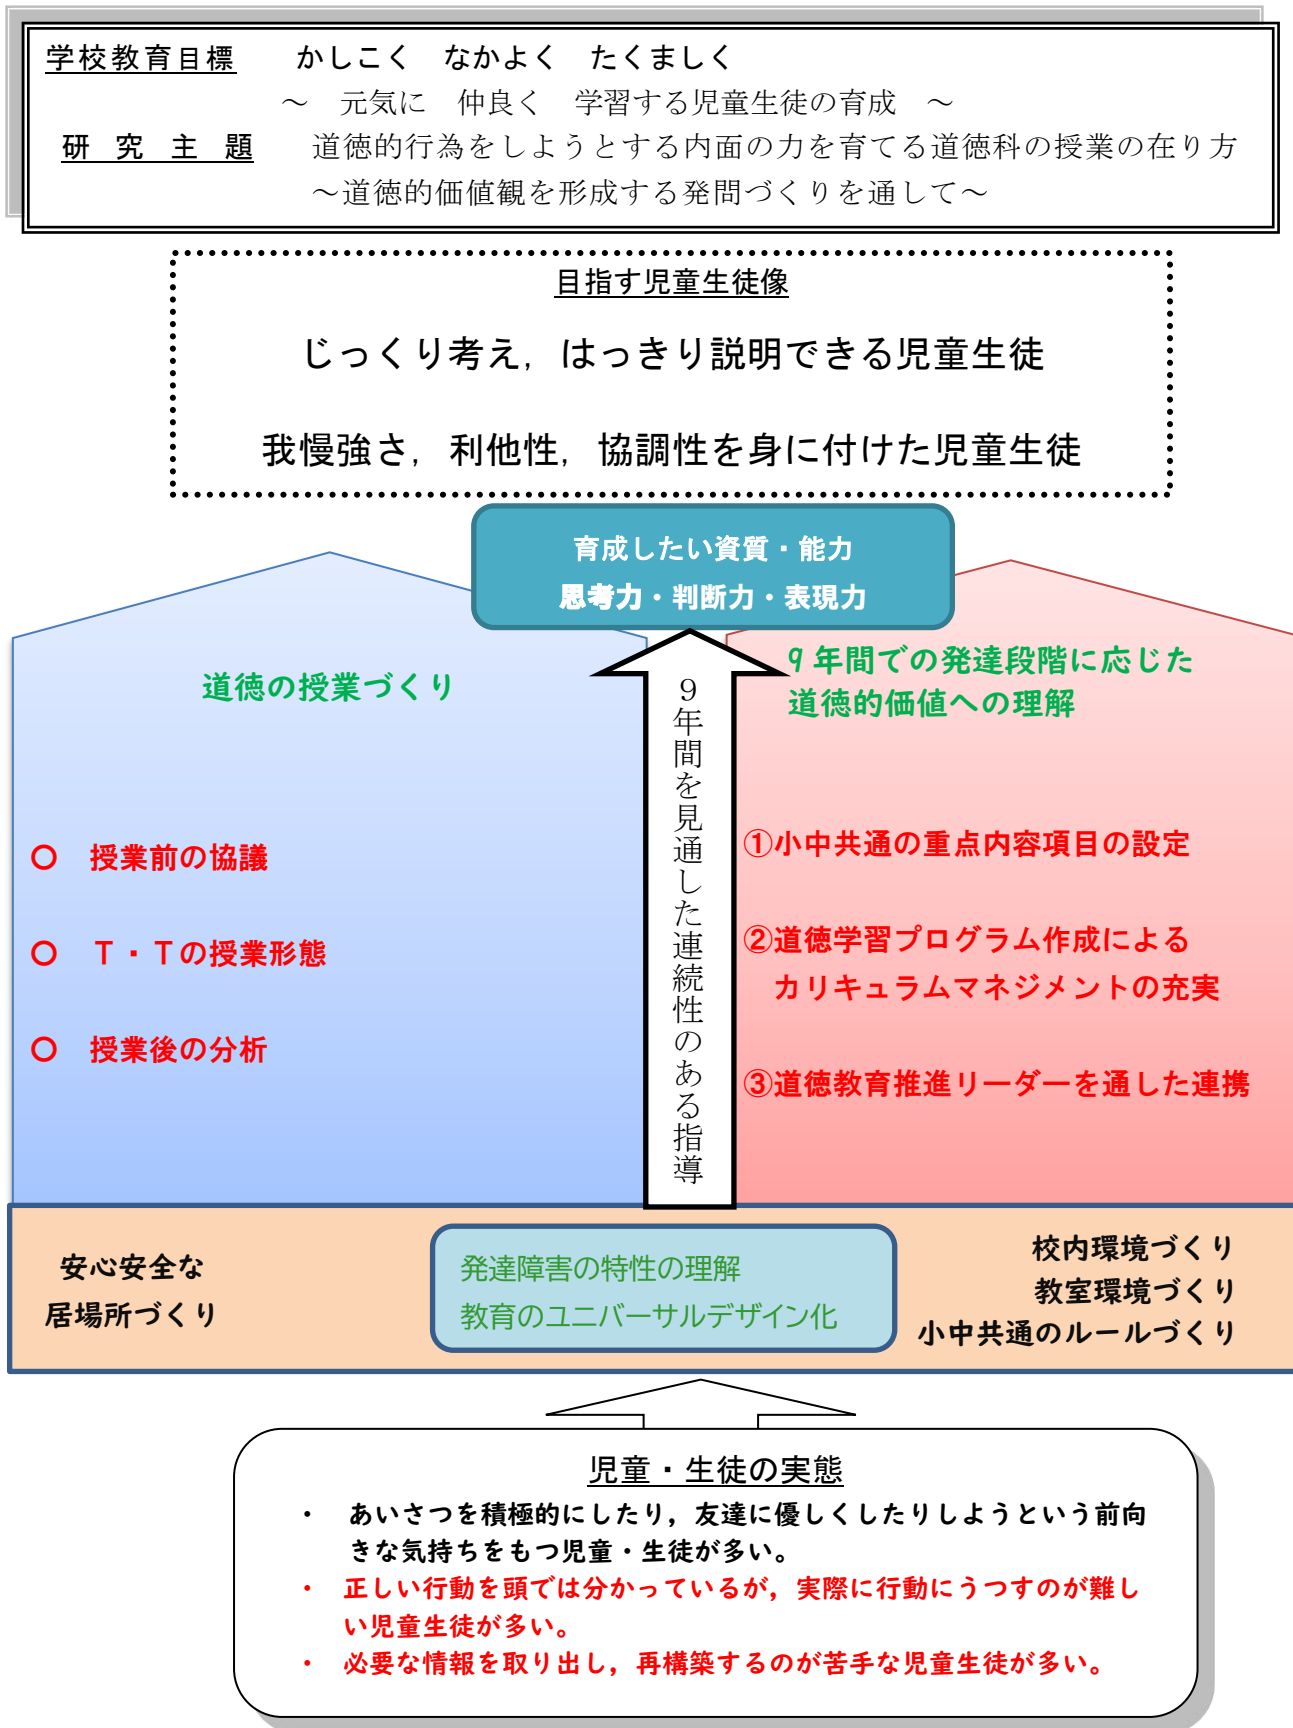 学校教育目標　かしこく　なかよく　たくましく
～　元気に　仲良く　学習する児童生徒の育成　～
研　究　主　題　道徳的行為をしようとする内面の力を育てる道徳科の授業の在り方
～道徳的価値観を形成する発問づくりを通して～
目指す児童生徒像
じっくり考え，はっきり説明できる児童生徒
我慢強さ，利他性，協調性を身に付けた児童生徒
育成したい資質・能力
思考力・判断力・表現力
道徳の授業づくり
〇　授業前の協議
〇　Ｔ・Ｔの授業形態
〇　授業後の分析
９年間を見通した連続性のある指導
９年間での発達段階に応じた
道徳的価値への理解
①小中共通の重点内容項目の設定
②道徳学習プログラム作成による
カリキュラムマネジメントの充実
③道徳教育推進リーダーを通した連携
安心安全な
居場所づくり
発達障害の特性の理解
教育のユニバーサルデザイン化
校内環境づくり
教室環境づくり
小中共通のルールづくり
児童・生徒の実態
・　あいさつを積極的にしたり，友達に優しくしたりしようという前向
きな気持ちをもつ児童・生徒が多い。
・　正しい行動を頭では分かっているが，実際に行動にうつすのが難し
い児童生徒が多い。
・　必要な情報を取り出し，再構築するのが苦手な児童生徒が多い。